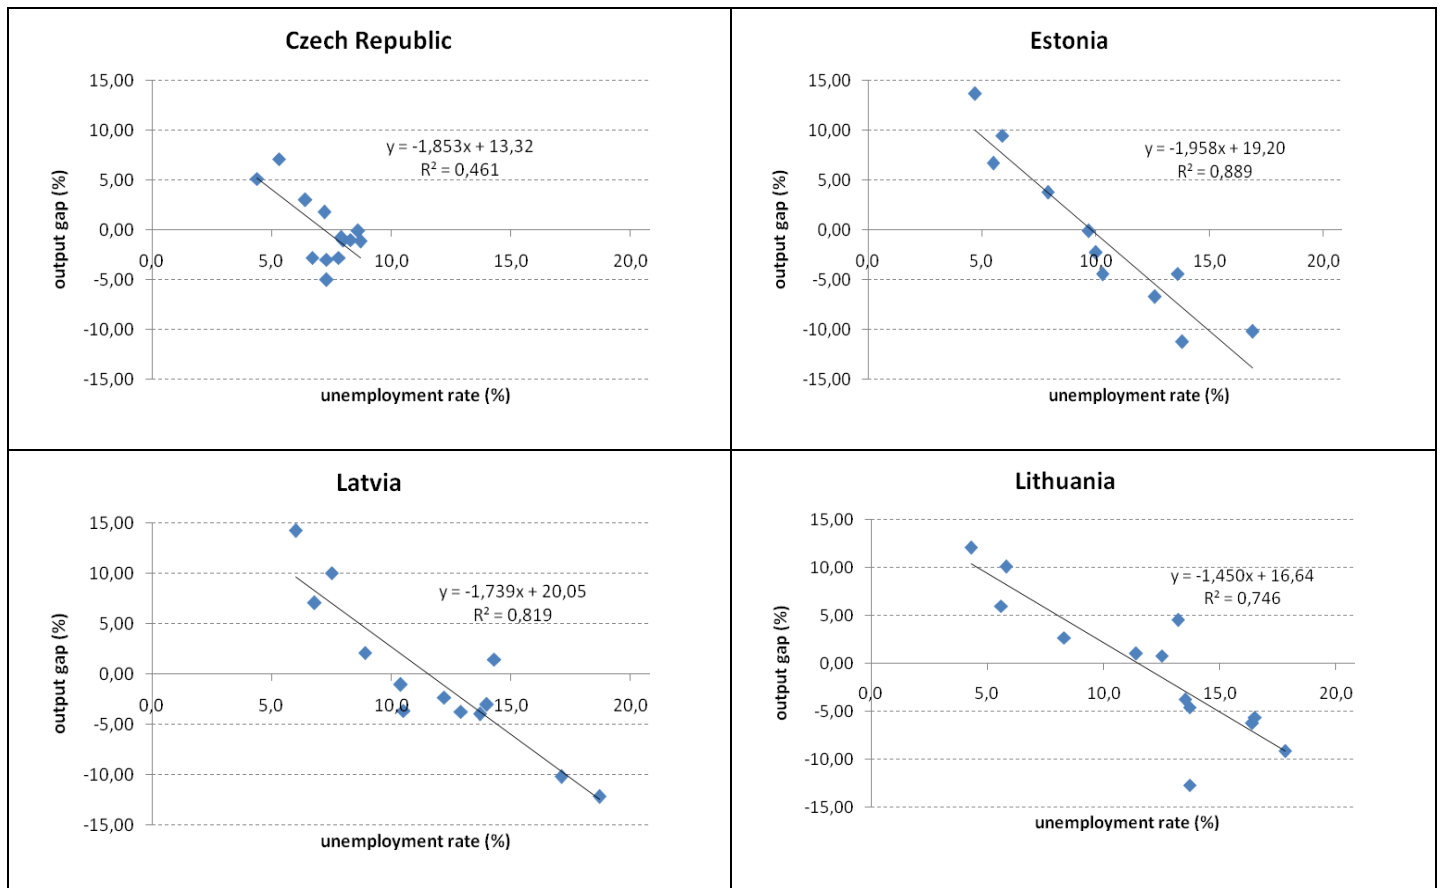 Czech Republic
15,00
10,00
y = -1,853x + 13,32
R² = 0,461
5,00
0,00
0,0 5,0 10,0 15,0 20,0
-5,00
-10,00
-15,00
output gap (%)
unemployment rate (%)
Estonia
15,00
10,00
y = -1,958x + 19,20
R² = 0,889
5,00
0,00
0,0 5,0 10,0 15,0 20,0
-5,00
-10,00
-15,00
output gap (%)
unemployment rate (%)
Latvia
15,00
10,00
y = -1,739x + 20,05
R² = 0,819
5,00
0,00
0,0 5,0 10,0 15,0 20,0
-5,00
-10,00
-15,00
output gap (%)
unemployment rate (%)
Lithuania
15,00
10,00
y = -1,450x + 16,64
R² = 0,746
5,00
0,00
0,0 5,0 10,0 15,0 20,0
-5,00
-10,00
-15,00
output gap (%)
unemployment rate (%)